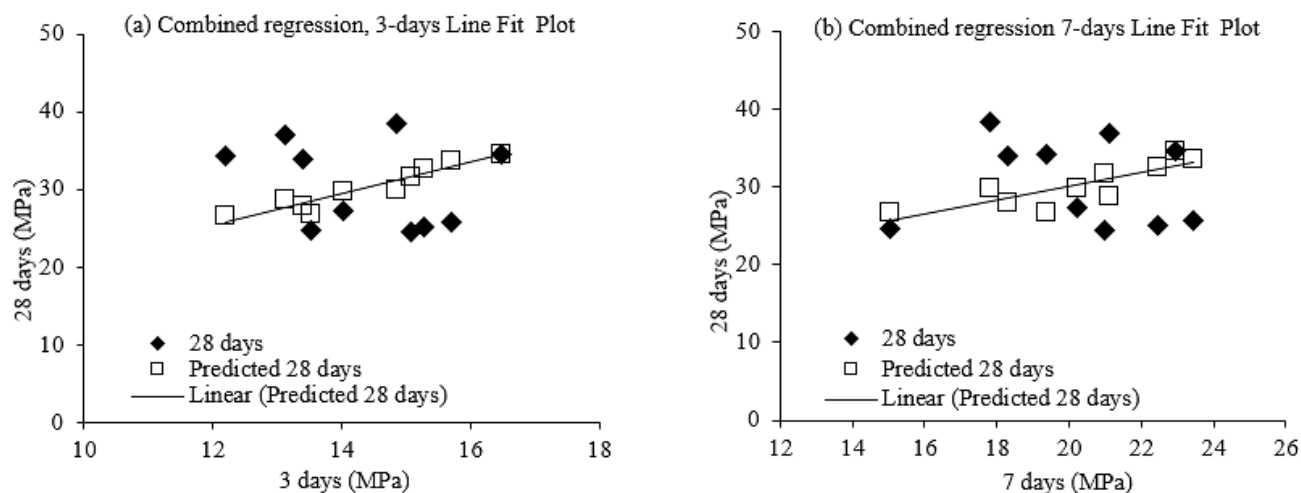 (a) Combined regression, 3-days Line Fit Plot
50
40
30
20
10
0
28 days (MPa)
28 days
Predicted 28 days
Linear (Predicted 28 days)
10 12 14 16 18
3 days (MPa)
(b) Combined regression 7-days Line Fit Plot
50
40
30
20
10
0
28 days (MPa)
28 days
Predicted 28 days
Linear (Predicted 28 days)
12 14 16 18 20 22 24 26
7 days (MPa)